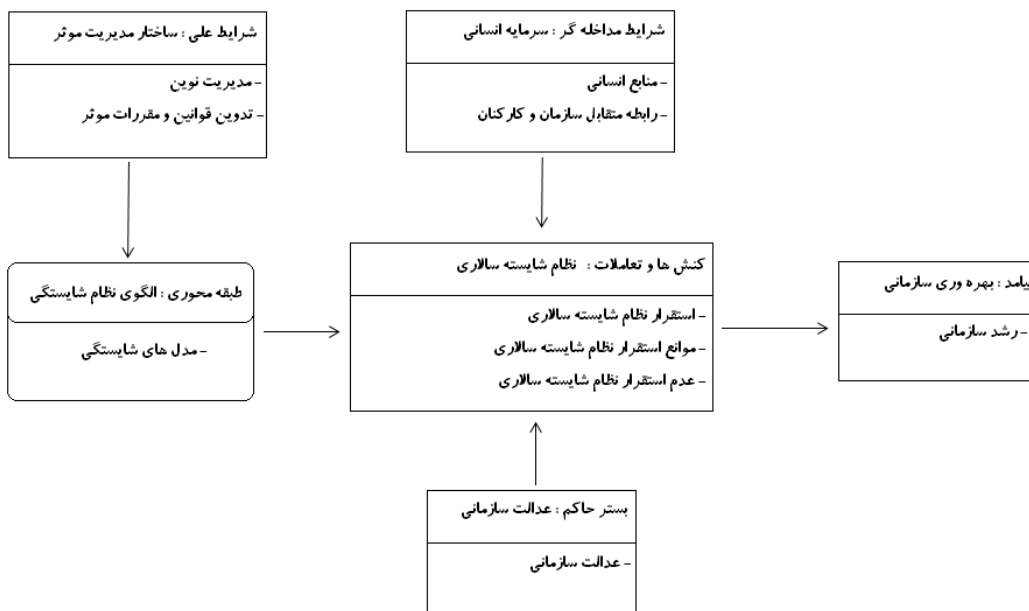 شرایط علی : ساختار مدیریت موثر
- مدیریت نوین
- تدوین قوانین و مقررات موثر
شرایط مداخله گر : سرمایه انسانی
- منابع انسانی
- رابطه متقابل سازمان و کارکنان
طبقه محوری : الگوی نظام شایستگی
- مدل های شایستگی
کنش ها و تعاملات : نظام شایسته سالاری
- استقرار نظام شایسته سالاری
- موانع استقرار نظام شایسته سالاری
- عدم استقرار نظام شایسته سالاری
یامد : بهره وری سازمانی
- رشد سازمانی
بستر حاکم : عدالت سازمانی
- عدالت سازمانی